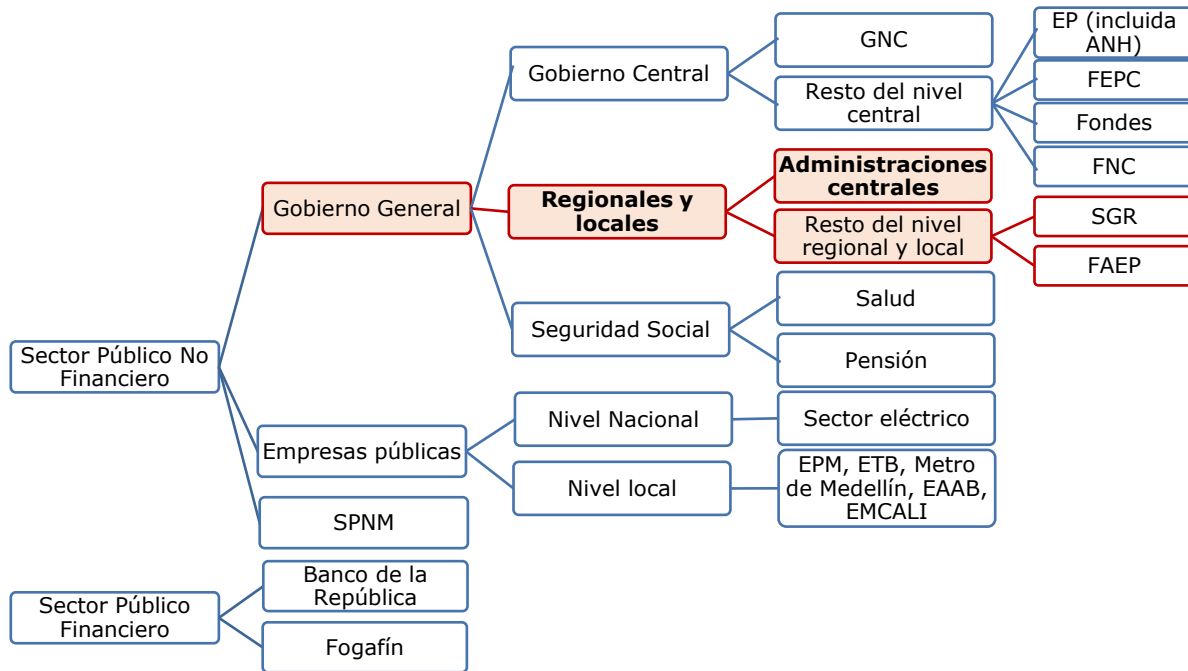 GNC
EP (incluida
ANH)
Gobierno Central
Resto del nivel
central
FEPC
Fondes
FNC
Gobierno General
Regionales y
locales
Administraciones
centrales
Resto del nivel
regional y local
SGR
FAEP
Seguridad Social
Salud
Pensión
Sector Público No
Financiero
Empresas públicas
Nivel Nacional
Sector eléctrico
Nivel local
EPM, ETB, Metro
de Medellín, EAAB,
EMCALI
SPNM
Sector Público
Financiero
Banco de la
República
Fogafín